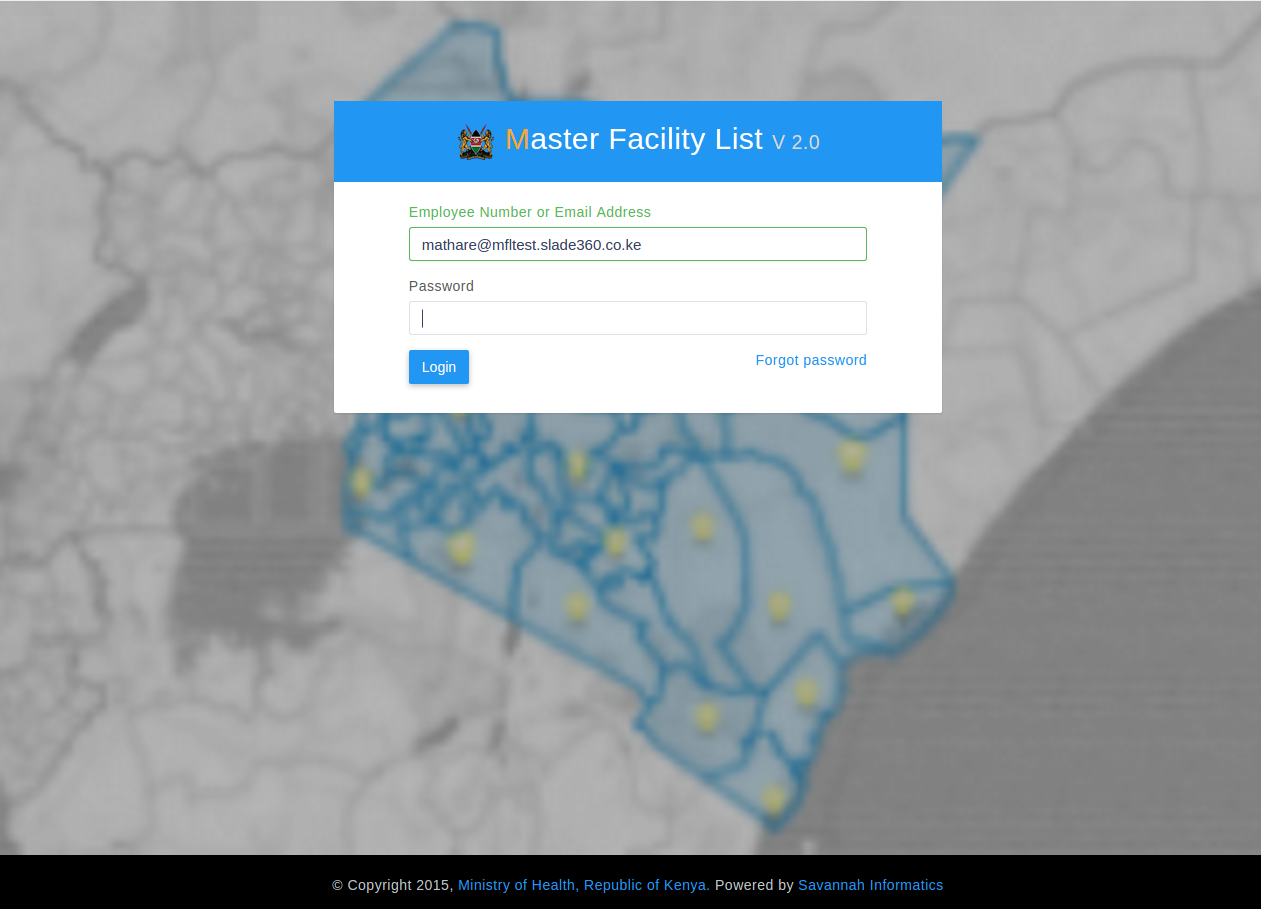 Master Facility List V 2.0
Employee Number or Email Address
mathare@mfltest.slade360.co.ke
Password
Login
Forgot password
© Copyright 2015, Ministry of Health, Republic of Kenya. Powered by Savannah Informatics